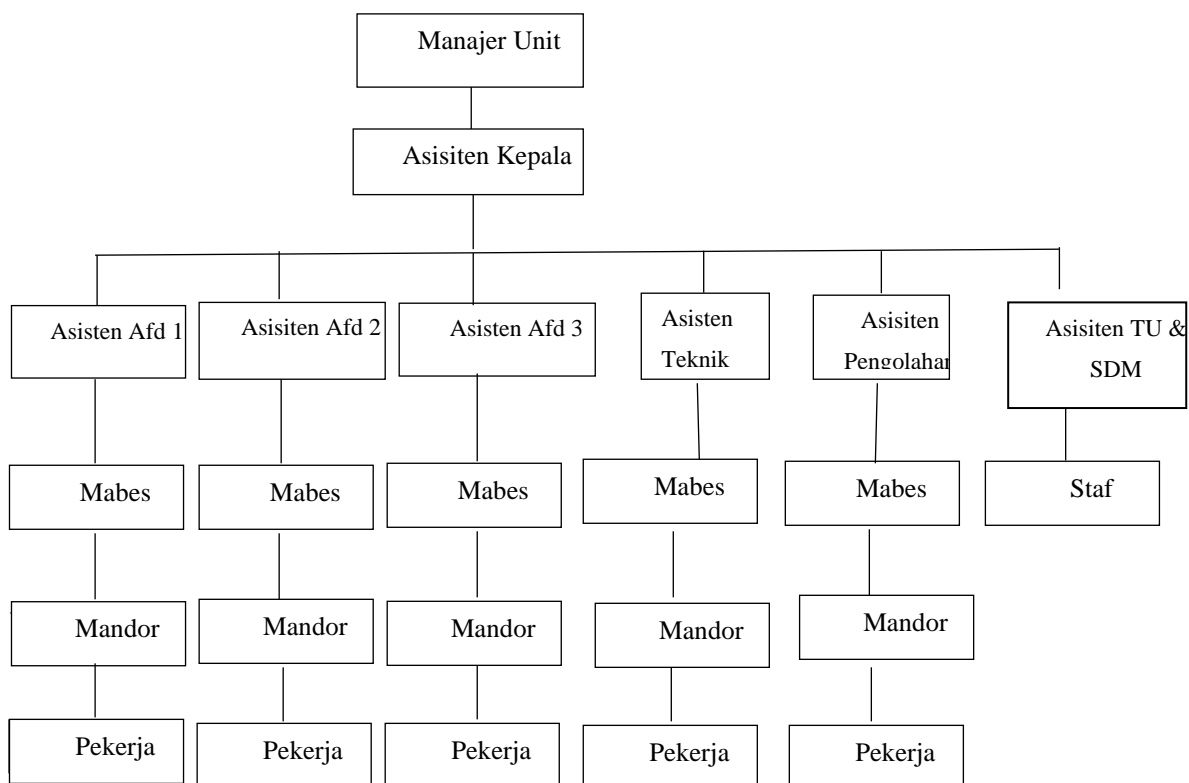 Manajer Unit
Asisiten Kepala
Asisten Afd 1
Asisiten Afd 2
Asisten Afd 3
Asisten
Teknik
Asisiten
Pengolahan
Asisiten TU &
SDM
Mabes
Mabes
Mabes
Mabes
Mabes
Staf
Mandor
Mandor
Mandor
Mandor
Mandor
Pekerja
Pekerja
Pekerja
Pekerja
Pekerja